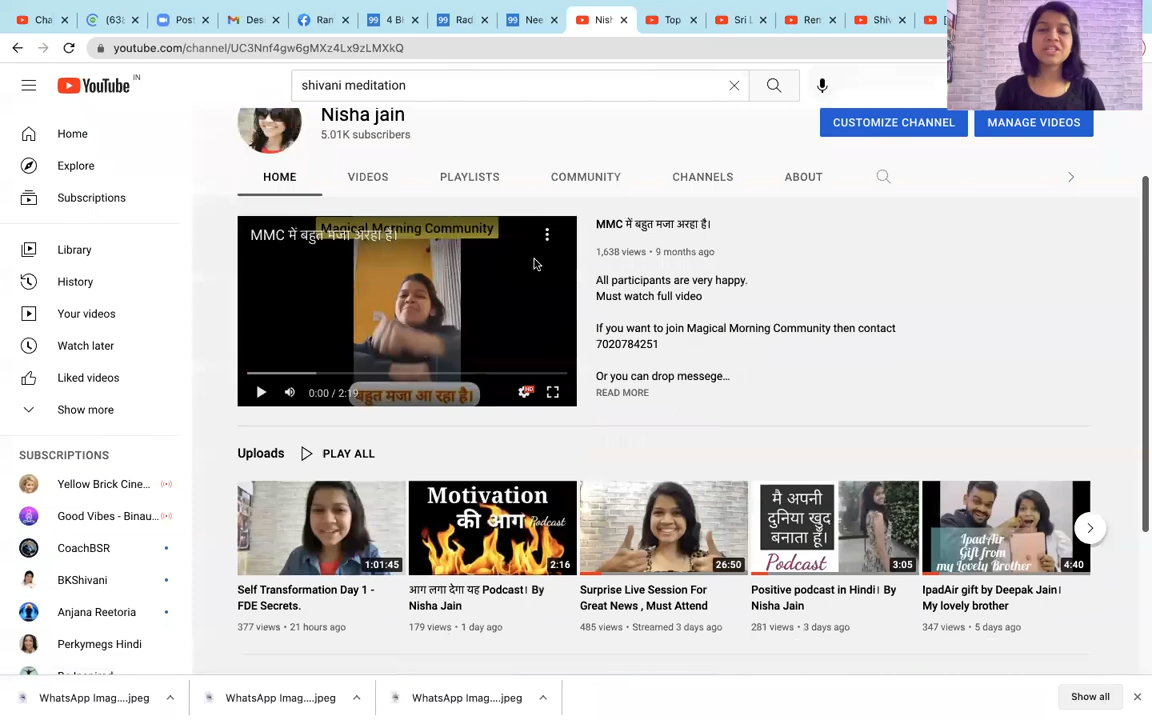 Cha
(63
Pos
Des
Ran
4 Bi
Rad
Nee
Nis
Top
Sri L
Ren
Shiv
youtube.com/channel/UC3Nnf4gw6gMXz4Lx9zLMXkQ
YouTube IN
shivani meditation
Nisha jain
5.01K subscribers
CUSTOMIZE CHANNEL
MANAGE VIDEOS
HOME VIDEOS PLAYLISTS COMMUNITY CHANNELS ABOUT
Home
Explore
Subscriptions
Library
History
Your videos
Watch later
Liked videos
Show more
SUBSCRIPTIONS
Yellow Brick Cine...
Good Vibes - Binau...
CoachBSR
BKShivani
Anjana Reetoria
Perkymegs Hindi
Magical Morning Community
MMC में बहुत मजा अरहा है।
0:00 / 2:19
HD
बहुत मजा आ रहा है।
MMC में बहुत मजा अरहा है।
1,638 views • 9 months ago
All participants are very happy.
Must watch full video
If you want to join Magical Morning Community then contact
7020784251
Or you can drop messege...
READ MORE
Uploads PLAY ALL
1:01:45
Self Transformation Day 1 -
FDE Secrets.
377 views • 21 hours ago
Motivation
की आग Podcast
2:16
आग लगा देगा यह Podcast। By
Nisha Jain
179 views • 1 day ago
26:50
Surprise Live Session For
Great News , Must Attend
485 views • Streamed 3 days ago
मै अपनी
दुनिया खुद
बनाता हूँ।
Podcast
3:05
Positive podcast in Hindi। By
Nisha Jain
281 views • 3 days ago
IpadAir
Gift from
my Lovely Brother
4:40
IpadAir gift by Deepak Jain।
My lovely brother
347 views • 5 days ago
WhatsApp Imag....jpeg
WhatsApp Imag....jpeg
WhatsApp Imag....jpeg
Show all